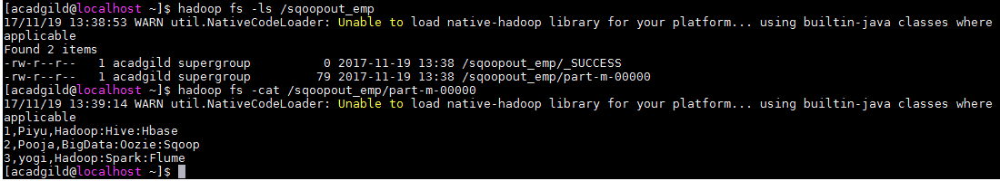 [acadgild@localhost ~]$ hadoop fs -ls /sqoopout_emp
17/11/19 13:38:53 WARN util.NativeCodeLoader: Unable to load native-hadoop library for your platform... using builtin-java classes where
applicable
Found 2 items
-rw-r--r--   1 acadgild supergroup          0 2017-11-19 13:38 /sqoopout_emp/_SUCCESS
-rw-r--r--   1 acadgild supergroup         79 2017-11-19 13:38 /sqoopout_emp/part-m-00000
[acadgild@localhost ~]$ hadoop fs -cat /sqoopout_emp/part-m-00000
17/11/19 13:39:14 WARN util.NativeCodeLoader: Unable to load native-hadoop library for your platform... using builtin-java classes where
applicable
1,Piyu,Hadoop:Hive:Hbase
2,Pooja,BigData:Oozie:Sqoop
3,yogi,Hadoop:Spark:Flume
[acadgild@localhost ~]$